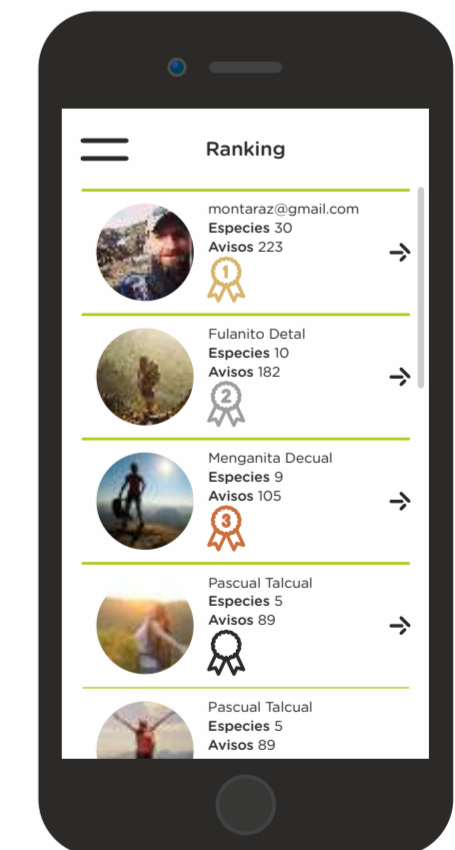 Ranking
montaraz@gmail.com
Especies 30
Avisos 223
1
Fulanito Detal
Especies 10
Avisos 182
2
Menganita Decual
Especies 9
Avisos 105
3
Pascual Talcual
Especies 5
Avisos 89
Pascual Talcual
Especies 5
Avisos 89